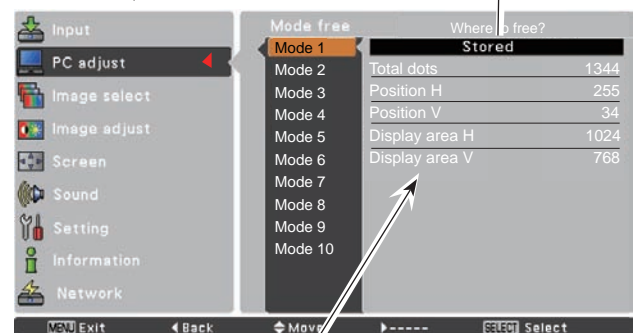 Input
PC adjust
Image select
Image adjust
Screen
Sound
Setting
Information
Network
Mode free
Mode 1
Mode 2
Mode 3
Mode 4
Mode 5
Mode 6
Mode 7
Mode 8
Mode 9
Mode 10
Where to free?
Stored
Total dots 1344
Position H 255
Position V 34
Display area H 1024
Display area V 768
MENU Exit ◀Back Move ▶----- SELECT Select